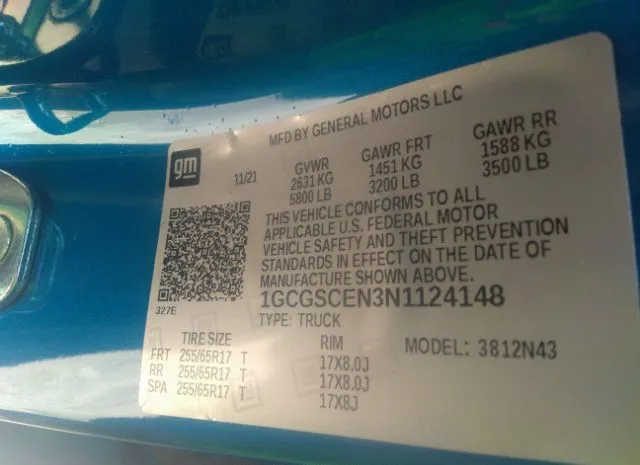 MFD BY GENERAL MOTORS LLC
gm
11/21
GVWR
2631 KG
5800 LB
GAWR FRT
1451 KG
3200 LB
GAWR RR
1588 KG
3500 LB
THIS VEHICLE CONFORMS TO ALL
APPLICABLE U.S. FEDERAL MOTOR
VEHICLE SAFETY AND THEFT PREVENTION
STANDARDS IN EFFECT ON THE DATE OF
MANUFACTURE SHOWN ABOVE.
327E
1GCGSCEN3N1124148
TYPE: TRUCK
TIRE SIZE
RIM
MODEL: 3812N43
FRT 255/65R17 T 17X8.0J
RR 255/65R17 T 17X8.0J
SPA 255/65R17 T 17X8J